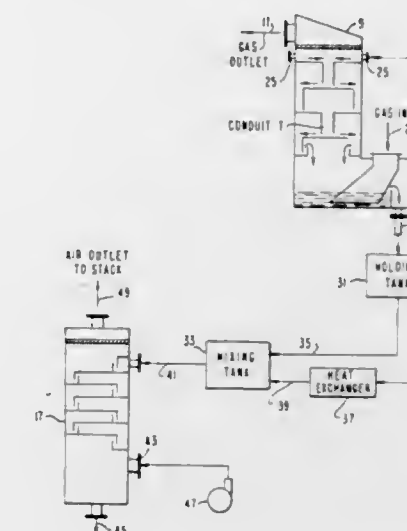 11
9
GAS
OUTLET
25
25
GAS IN
CONDUIT 7
AIR OUTLET
TO STACK
49
31
HOLDING
TANK
33
35
MIXING
TANK
41
39
HEAT
EXCHANGER
37
17
43
47
45